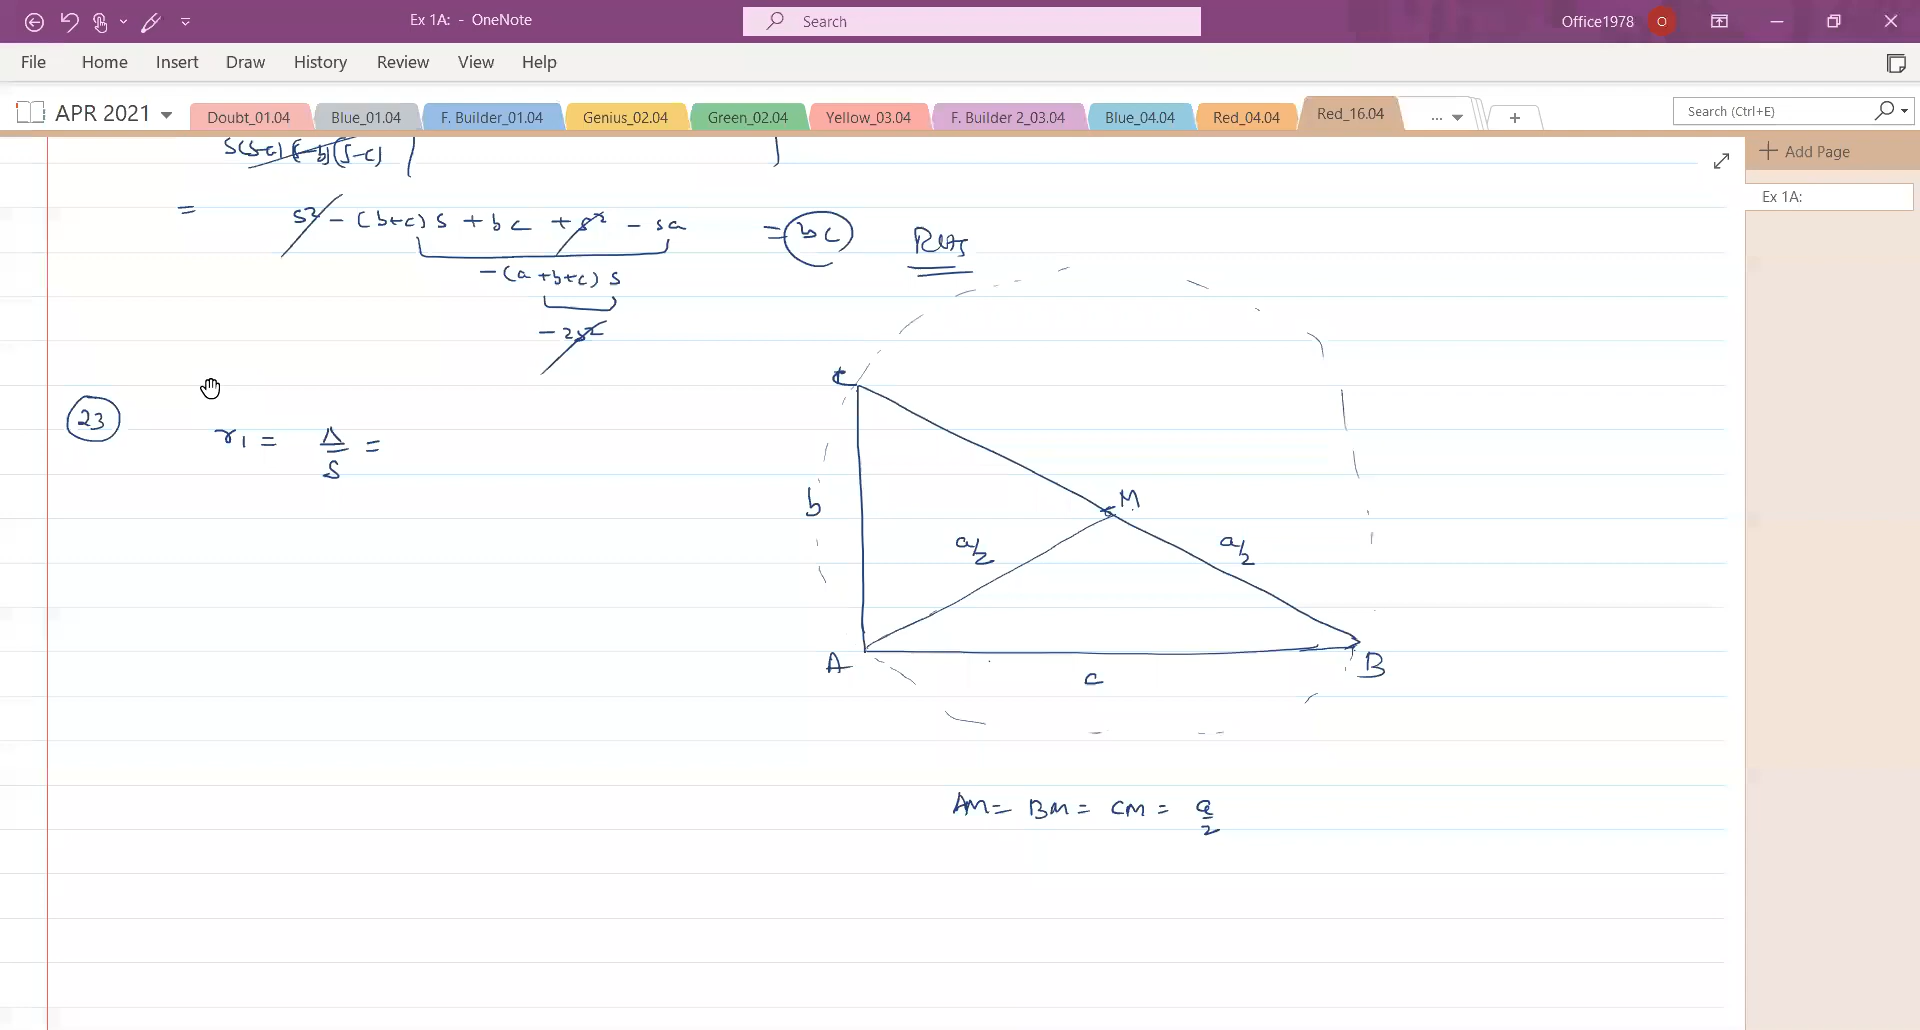 Ex 1A: - OneNote
Search
Office1978
O
File Home Insert Draw History Review View Help
APR 2021
Doubt_01.04
Blue_01.04
F. Builder_01.04
Genius_02.04
Green_02.04
Yellow_03.04
F. Builder 2_03.04
Blue_04.04
Red_04.04
Red_16.04
...
Search (Ctrl+E)
Add Page
Ex 1A:
S(S-a)(S-b)(S-c)
= s² - (b+c) s + bc + s² - sa = bc RHS
-(a+b+c) s
- 2s²
23
r₁ = Δ/S =
C
M
b
a/2
a/2
A
B
c
AM = BM = CM = a/2